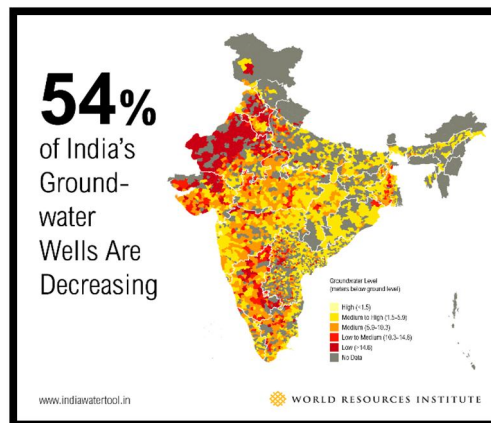 54%
of India's
Ground-
water
Wells Are
Decreasing
Groundwater Level
(meters below ground level)
High (<1.5)
Medium to High (1.5-5.9)
Medium (5.9-10.3)
Low to Medium (10.3-14.8)
Low (>14.8)
No Data
www.indiawatertool.in
WORLD RESOURCES INSTITUTE